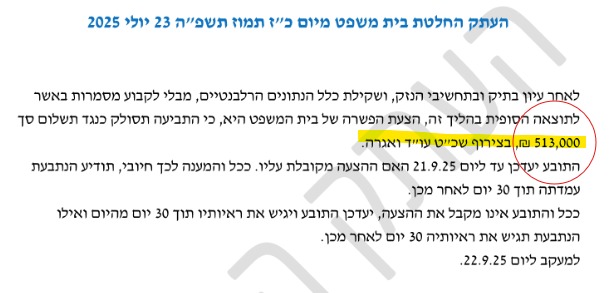 העתק החלטת בית משפט מיום כ"ז תמוז תשפ"ה 23 יולי 2025
לאחר עיון בתיק ובתחשיבי הנזק, ושקילת כלל הנתונים הרלבנטיים, מבלי לקבוע מסמרות באשר
לתוצאה הסופית בהליך זה, הצעת הפשרה של בית המשפט היא, כי התביעה תסולק כנגד תשלום סך
513,000 ₪, בצירוף שכ"ט עו"ד ואגרה.
התובע יעדכן עד ליום 21.9.25 האם ההצעה מקובלת עליו. ככל והמענה לכך חיובי, תודיע הנתבעת
עמדתה תוך 30 יום לאחר מכן.
ככל והתובע אינו מקבל את ההצעה, יעדכן התובע ויגיש את ראיותיו תוך 30 יום מהיום ואילו
הנתבעת תגיש את ראיותיה 30 יום לאחר מכן.
למעקב ליום 22.9.25.
העתק